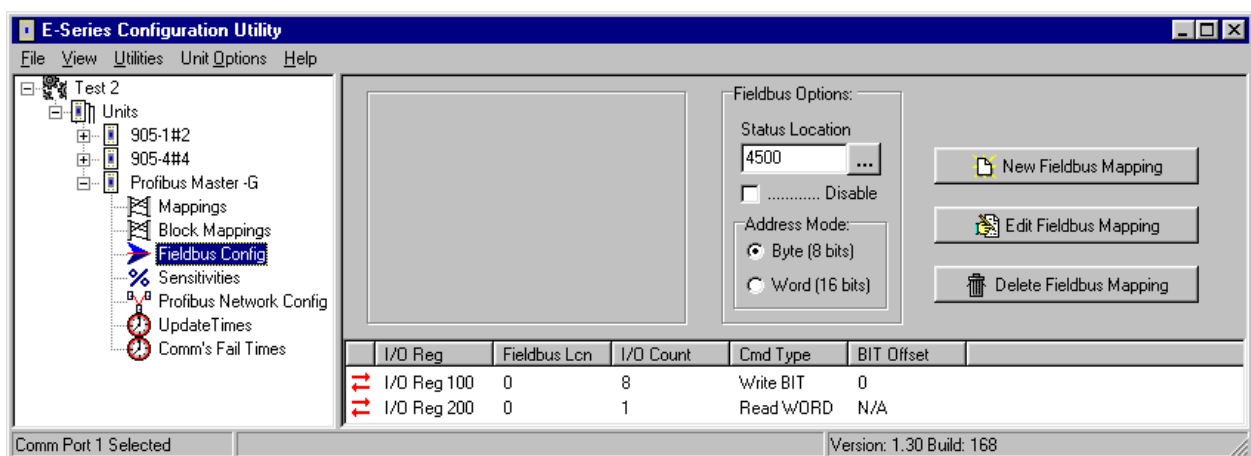 E-Series Configuration Utility
File View Utilities Unit Options Help
Test 2
Units
905-1#2
905-4#4
Profibus Master -G
Mappings
Block Mappings
Fieldbus Config
Sensitivities
Profibus Network Config
UpdateTimes
Comm's Fail Times
Fieldbus Options:
Status Location
4500 ...
............ Disable
Address Mode:
Byte (8 bits)
Word (16 bits)
New Fieldbus Mapping
Edit Fieldbus Mapping
Delete Fieldbus Mapping
I/O Reg Fieldbus Lcn I/O Count Cmd Type BIT Offset
I/O Reg 100 0 8 Write BIT 0
I/O Reg 200 0 1 Read WORD N/A
Comm Port 1 Selected Version: 1.30 Build: 168